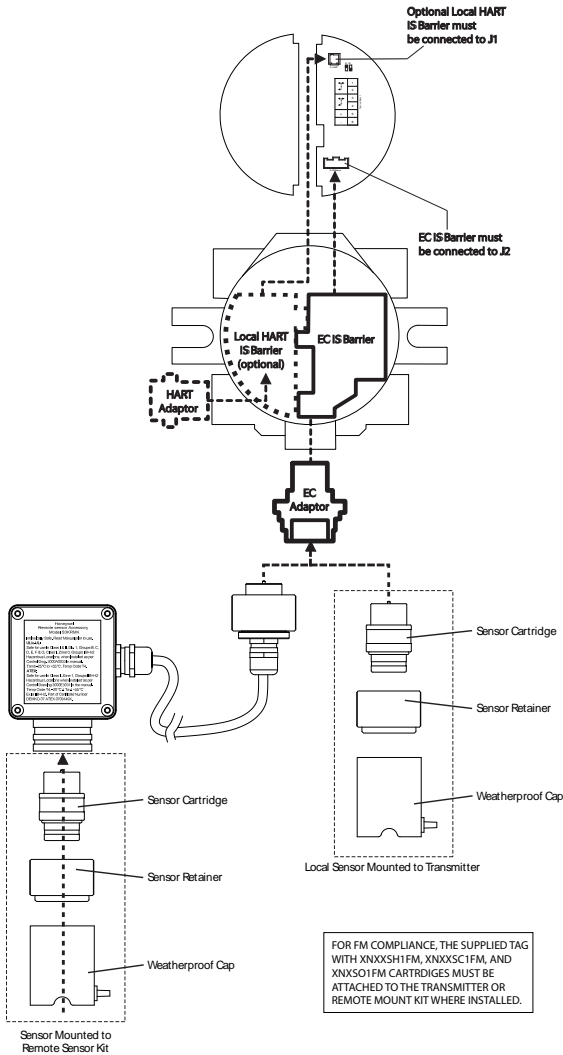 Optional Local HART
IS Barrier must
be connected to J1
EC IS Barrier must
be connected to J2
Local HART
IS Barrier
(optional)
EC IS Barrier
HART
Adaptor
EC
Adaptor
Honeywell
Remote sensor Accessory
Sensor Cartridge
Sensor Retainer
Weatherproof Cap
Local Sensor Mounted to Transmitter
Sensor Cartridge
Sensor Retainer
Weatherproof Cap
Sensor Mounted to
Remote Sensor Kit
FOR FM COMPLIANCE, THE SUPPLIED TAG
WITH XNXXSH1FM, XNXXSC1FM, AND
XNXSO1FM CARTRDIGES MUST BE
ATTACHED TO THE TRANSMITTER OR
REMOTE MOUNT KIT WHERE INSTALLED.